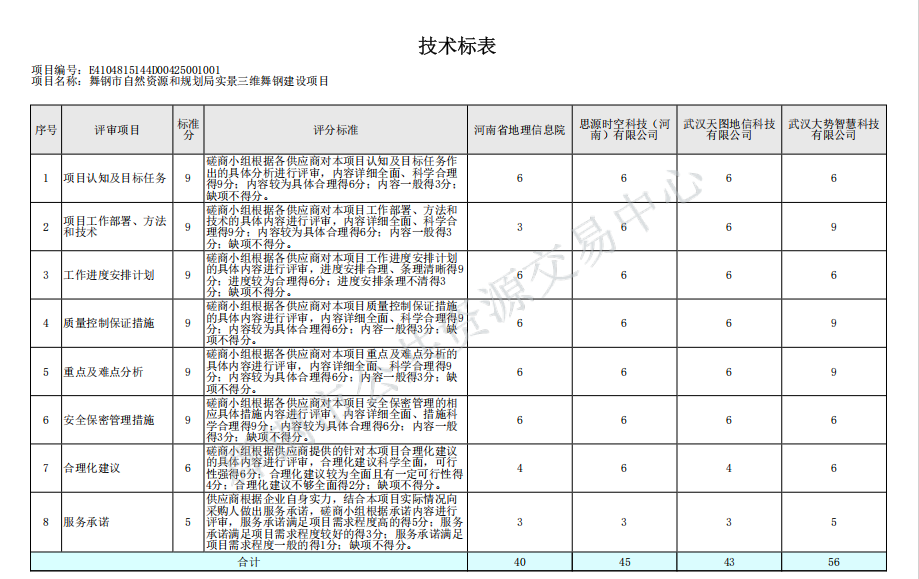 技术标表
项目编号：E4104815144D00425001001
项目名称：舞钢市自然资源和规划局实景三维舞钢建设项目
序号 评审项目 标准分 评分标准 河南省地理信息院 思源时空科技（河南）有限公司 武汉天图地信科技有限公司 武汉大势智慧科技有限公司
1 项目认知及目标任务 9
磋商小组根据各供应商对本项目认知及目标任务作
出的具体分析进行评审，内容详细全面、科学合理
得9分；内容较为具体合理得6分；内容一般得3分；
缺项不得分。
6 6 6 6
2 项目工作部署、方法和技术 9
磋商小组根据各供应商对本项目工作部署、方法和
技术的具体内容进行评审，内容详细全面、科学合
理得9分；内容较为具体合理得6分；内容一般得3
分；缺项不得分。
3 6 6 9
3 工作进度安排计划 9
磋商小组根据各供应商对本项目工作进度安排计划
的具体内容进行评审，进度安排合理、条理清晰得9
分；进度较为合理得6分；进度安排条理不清得3
分；缺项不得分。
6 6 6 6
4 质量控制保证措施 9
磋商小组根据各供应商对本项目质量控制保证措施
的具体内容进行评审，内容详细全面、科学合理得9
分；内容较为具体合理得6分；内容一般得3分；缺
项不得分。
6 6 6 9
5 重点及难点分析 9
磋商小组根据各供应商对本项目重点及难点分析的
具体内容进行评审，内容详细全面、科学合理得9
分；内容较为具体合理得6分；内容一般得3分；缺
项不得分。
6 6 6 9
6 安全保密管理措施 9
磋商小组根据各供应商对本项目安全保密管理的相
应具体措施内容进行评审，内容详细全面、措施科
学合理得9分；内容较为具体合理得6分；内容一般
得3分；缺项不得分。
6 6 6 6
7 合理化建议 6
磋商小组根据供应商提供的针对本项目合理化建议
的具体内容进行评审，合理化建议科学全面，可行
性强得6分；合理化建议较为全面且有一定可行性得
4分；合理化建议不够全面得2分；缺项不得分。
4 6 4 6
8 服务承诺 5
供应商根据企业自身实力，结合本项目实际情况向
采购人做出服务承诺，磋商小组根据承诺内容进行
评审，服务承诺满足项目需求程度高的得5分；服务
承诺满足项目需求程度较好的得3分；服务承诺满足
项目需求程度一般的得1分；缺项不得分。
3 3 3 5
合计 40 45 43 56
公共资源交易中心